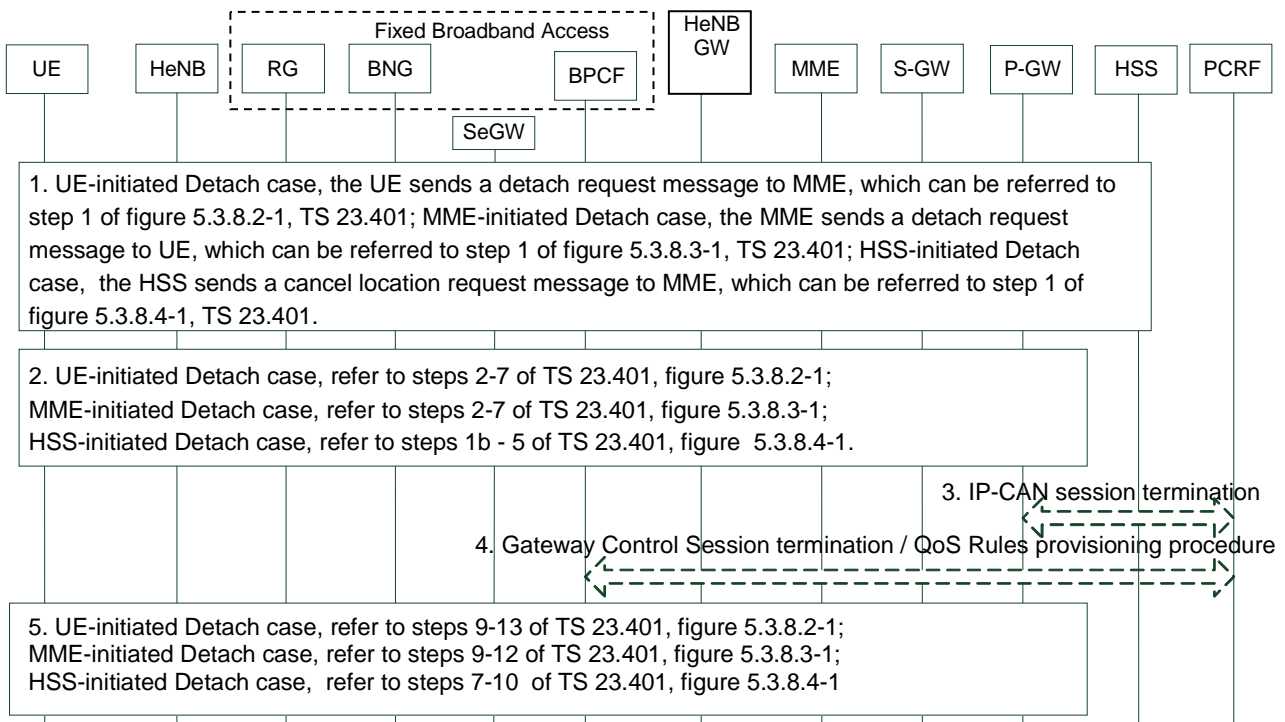 Fixed Broadband Access
HeNB
GW
UE
HeNB
RG
BNG
BPCF
MME
S-GW
P-GW
HSS
PCRF
SeGW
1. UE-initiated Detach case, the UE sends a detach request message to MME, which can be referred to
step 1 of figure 5.3.8.2-1, TS 23.401; MME-initiated Detach case, the MME sends a detach request
message to UE, which can be referred to step 1 of figure 5.3.8.3-1, TS 23.401; HSS-initiated Detach
case, the HSS sends a cancel location request message to MME, which can be referred to step 1 of
figure 5.3.8.4-1, TS 23.401.
2. UE-initiated Detach case, refer to steps 2-7 of TS 23.401, figure 5.3.8.2-1;
MME-initiated Detach case, refer to steps 2-7 of TS 23.401, figure 5.3.8.3-1;
HSS-initiated Detach case, refer to steps 1b - 5 of TS 23.401, figure 5.3.8.4-1.
3. IP-CAN session termination
4. Gateway Control Session termination / QoS Rules provisioning procedure
5. UE-initiated Detach case, refer to steps 9-13 of TS 23.401, figure 5.3.8.2-1;
MME-initiated Detach case, refer to steps 9-12 of TS 23.401, figure 5.3.8.3-1;
HSS-initiated Detach case, refer to steps 7-10 of TS 23.401, figure 5.3.8.4-1